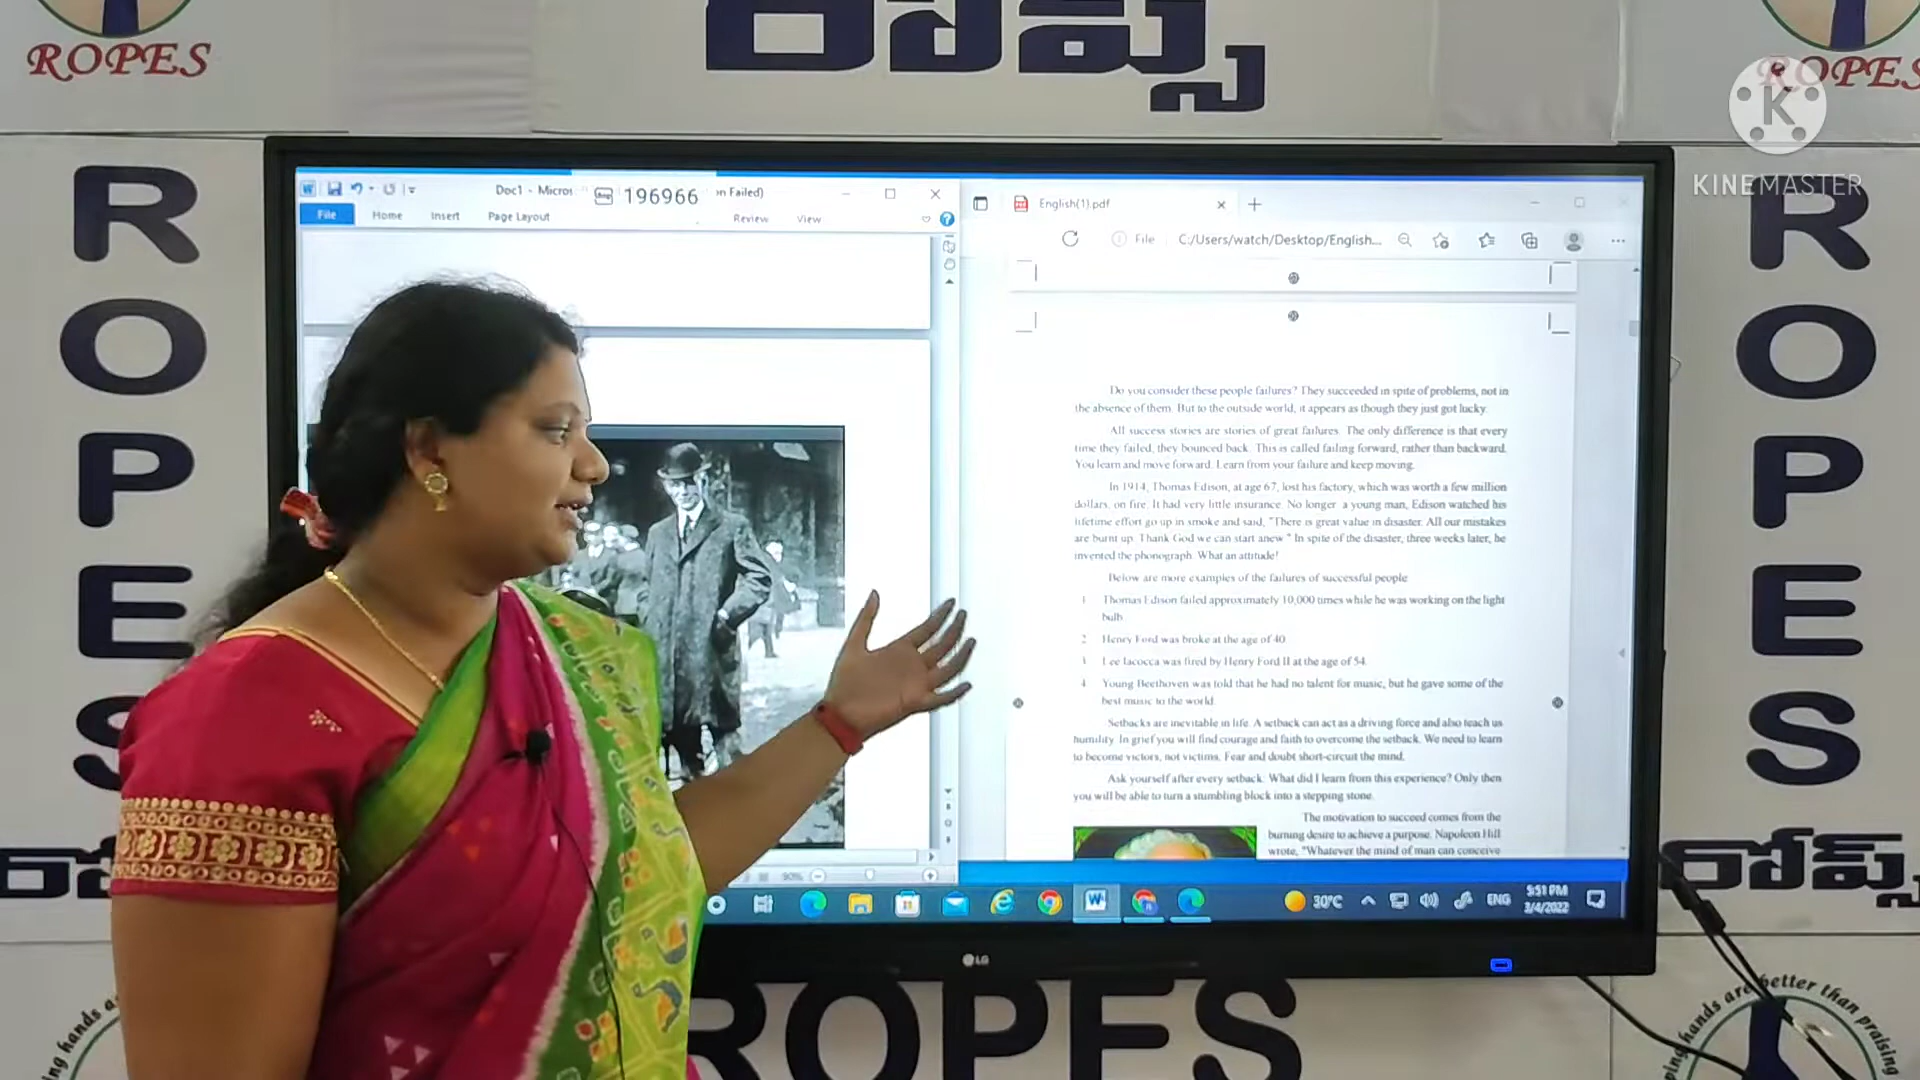 ROPES
రోప్స్
ROPES
KINEMASTER
R
O
P
E
S
Doc1 - Micros
196966
on Failed)
File
Home
Insert
Page Layout
Review
View
English(1).pdf
File
C:/Users/watch/Desktop/English...
Do you consider these people failures? They succeeded in spite of problems, not in
the absence of them. But to the outside world, it appears as though they just got lucky.
All success stories are stories of great failures. The only difference is that every
time they failed, they bounced back. This is called failing forward, rather than backward.
You learn and move forward. Learn from your failure and keep moving.
In 1914, Thomas Edison, at age 67, lost his factory, which was worth a few million
dollars, on fire. It had very little insurance. No longer a young man, Edison watched his
lifetime effort go up in smoke and said, "There is great value in disaster. All our mistakes
are burnt up. Thank God we can start anew." In spite of the disaster, three weeks later, he
invented the phonograph. What an attitude!
Below are more examples of the failures of successful people.
1 Thomas Edison failed approximately 10,000 times while he was working on the light
bulb.
2 Henry Ford was broke at the age of 40.
3 Lee Iacocca was fired by Henry Ford II at the age of 54.
4 Young Beethoven was told that he had no talent for music, but he gave some of the
best music to the world.
Setbacks are inevitable in life. A setback can act as a driving force and also teach us
humility. In grief you will find courage and faith to overcome the setback. We need to learn
to become victors, not victims. Fear and doubt short-circuit the mind.
Ask yourself after every setback: What did I learn from this experience? Only then
you will be able to turn a stumbling block into a stepping stone.
The motivation to succeed comes from the
burning desire to achieve a purpose. Napoleon Hill
wrote, "Whatever the mind of man can conceive
90%
30°C
ENG
5:51 PM
3/4/2022
LG
R
O
P
E
S
రోప్స్
ROPES
hands are better than praising